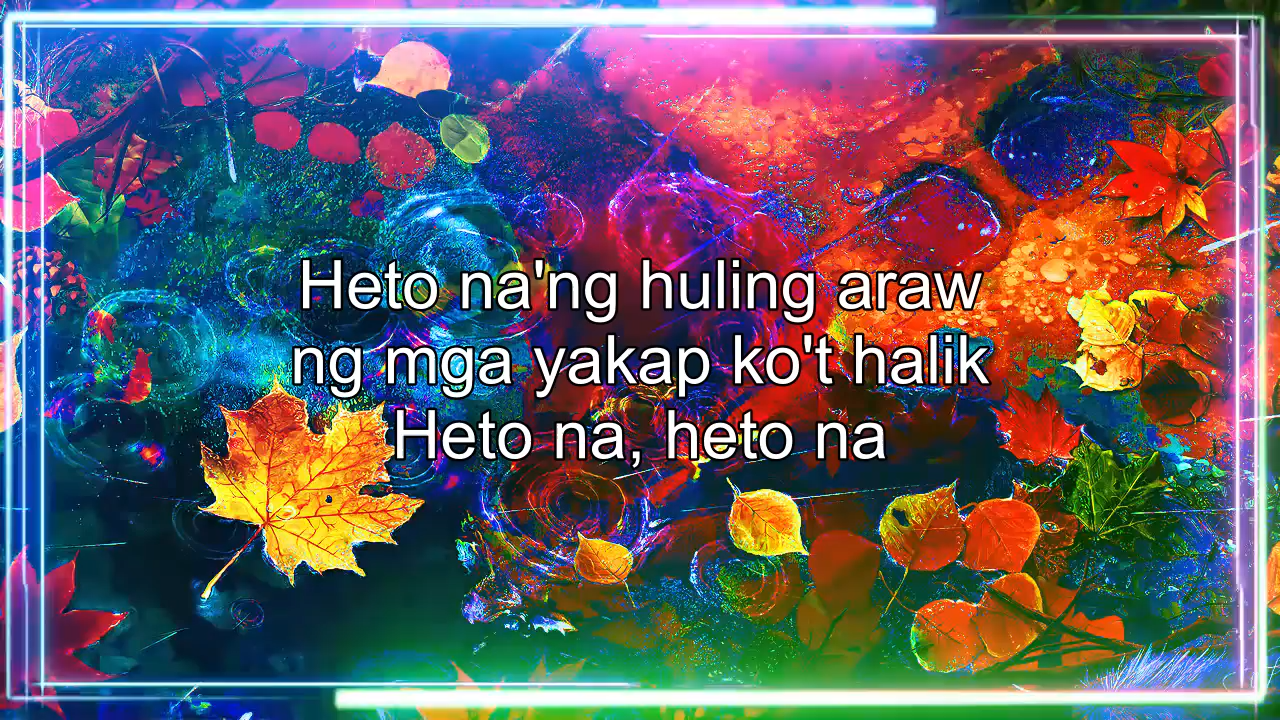 Heto na'ng huling araw
ng mga yakap ko't halik
Heto na, heto na